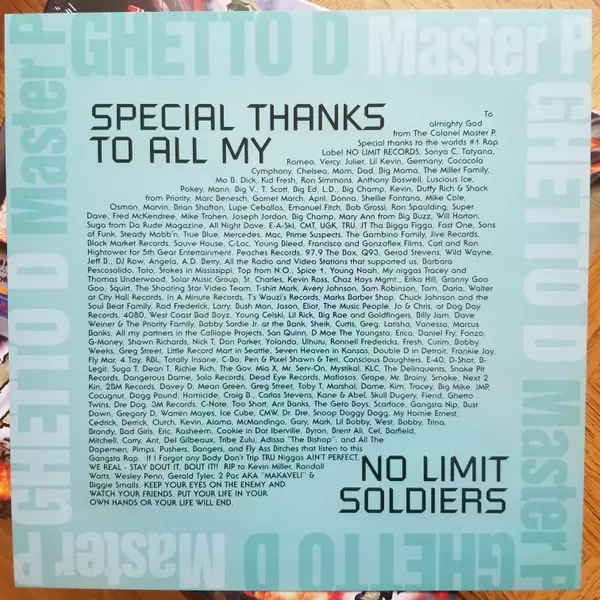 GHETTO D Master P
Master P
GHETTO D
Master P
GHETTO D
Master P
Master P GHETTO D
SPECIAL THANKS
TO ALL MY
To
almighty God
from The Colonel Master P.
Special thanks to the worlds #1 Rap
Label NO LIMIT RECORDS, Sonya C, Tatyana,
Romeo, Vercy, Juliet, Lil Kevin, Germany, Cocacola
Cymphony, Chelsea, Mom, Dad, Big Mama, The Miller Family,
Mo B. Dick, Kid Fresh, Ron Simmons, Anthony Boswell, Luscious Ice,
Pokey, Mann, Big V., T. Scott, Big Ed, L.D., Big Champ, Kevin, Duffy Rich & Shack
from Priority, Marc Benesch, Garnet March, April, Donna, Shellie Fontana, Mike Cole,
Osman, Marvin, Brian Shafton, Lupe Ceballos, Emanuel Fitch, Bob Grossi, Ron Spaulding, Super
Dave, Fred McKendree, Mike Trahen, Joseph Jordan, Big Champ, Mary Ann from Big Buzz, Will Horton,
Suga from Da Rude Magazine, All Night Dave, E-A-Ski, CMT, UGK, TRU, JT Tha Bigga Figga, Fast One, Sons
of Funk, Steady Mobb'n, True Blue, Mercedes, Mac, Prime Suspects, The Gambino Family, Jive Records,
Black Market Records, Sauve House, C-Loc, Young Bleed, Francisco and Gonzoflex Films, Carl and Ron
Hightower for 5th Gear Entertainment, Peaches Records, 97.9 The Box, Q93, Gerod Stevens, Wild Wayne,
Jeff B., DJ Row, Angela, A.D. Berry, All the Radio and Video Stations that supported us, Barbara
Pescosolido, Toto, Stokes in Mississippi, Top from N.O., Spice 1, Young Noah, My niggas Tracey and
Thomas Underwood, Solar Music Group, St. Charles, Kevin Ross, Chaz Hayz Mgmt., Erika Hill, Granny Goo
Goo, Squirt, The Shooting Star Video Team, T-shirt Mark, Avery Johnson, Sam Robinson, Tom, Daria, Walter
at City Hall Records, In A Minute Records, T's Wauzi's Records, Marks Barber Shop, Chuck Johnson and the
Soul Beat Family, Rod Frederick, Larry Bush Man, Jason, Eliot, The Music People, Jo & Chris, at Dog Day
Records, 4080, West Coast Bad Boyz, Young Celski, Lil Rick, Big Roe and Goldfingers, Billy Jam, Dave
Weiner & The Priority Family, Bobby Sardie Jr. at the Bank, Sheik, Curtis, Greg, Latisha, Vanessa, Marcus
Banks, All my partners in the Calliope Projects, San Quinn, D Moe The Youngsta, Erica, Daniel Fry, Fonzo,
G-Money, Shawn Richards, Nick T, Don Parker, Yolanda, Uhuru, Ronnell Fredericks, Fresh, Curim, Bobby
Weeks, Greg Street, Little Record Mart in Seattle, Seven Heaven in Kansas, Double D in Detroit, Frankie Jay,
Fly Mar, 4 Tay, RBL, Totally Insane, C-Bo, Pen & Pixel Shawn & Teri, Conscious Daughters, E-40, D-Shot, B-
Legit, Suga T, Dean T, Richie Rich, The Gov, Mia X, Mr. Serv-On, Mystikal, KLC, The Delinquents, Snake Pit
Records, Dangerous Dame, Solo Records, Dead Eye Records, Mafiosos, Grope, Mr. Brainy, Smoke, Next 2
Kin, 2BM Records, Davey D, Mean Green, Greg Street, Toby T, Marshal, Dame, Kim, Tracey, Big Mike, IMP,
Cocugnut, Dogg Pound, Homicide, Craig B., Carlos Stevens, Kane & Abel, Skull Dugery, Fiend, Ghetto
Twins, Dre Dog, 3M Records, C-Note, Too Short, Ant Banks, The Geto Boys, Scarface, Gangsta Nip, Bust
Down, Gregory D, Warren Mayes, Ice Cube, CMW, Dr. Dre, Snoop Doggy Dogg, My Homie Ernest,
Cedrick, Derrick, Clurch, Kevin, Alamo, McMandingo, Gary, Mark, Lil Bobby, West, Bobby, Trina,
Brandy, Bad Girls, Eric, Rasheem, Cookie in Dat Iberville, Byron, Brent Ali, Cel, Barfield,
Mitchell, Carry, Ant, Del Gilbeaux, Tribe Zulu, Adissa "The Bishop", and All The
Dopemen, Pimps, Pushers, Bangers, and Fly Ass Bitches that listen to this
Gangsta Rap. If I Forgot any Body Don't Trip TRU Niggas AIN'T PERFECT,
WE REAL - STAY BOUT IT, BOUT IT!! RIP to Kevin Miller, Randall
Watts, Wesley Penn, Gerald Tyler, 2 Pac AKA "MAKAVELI" &
Biggie Smalls. KEEP YOUR EYES ON THE ENEMY AND
WATCH YOUR FRIENDS. PUT YOUR LIFE IN YOUR
OWN HANDS OR YOUR LIFE WILL END.
NO LIMIT
SOLDIERS